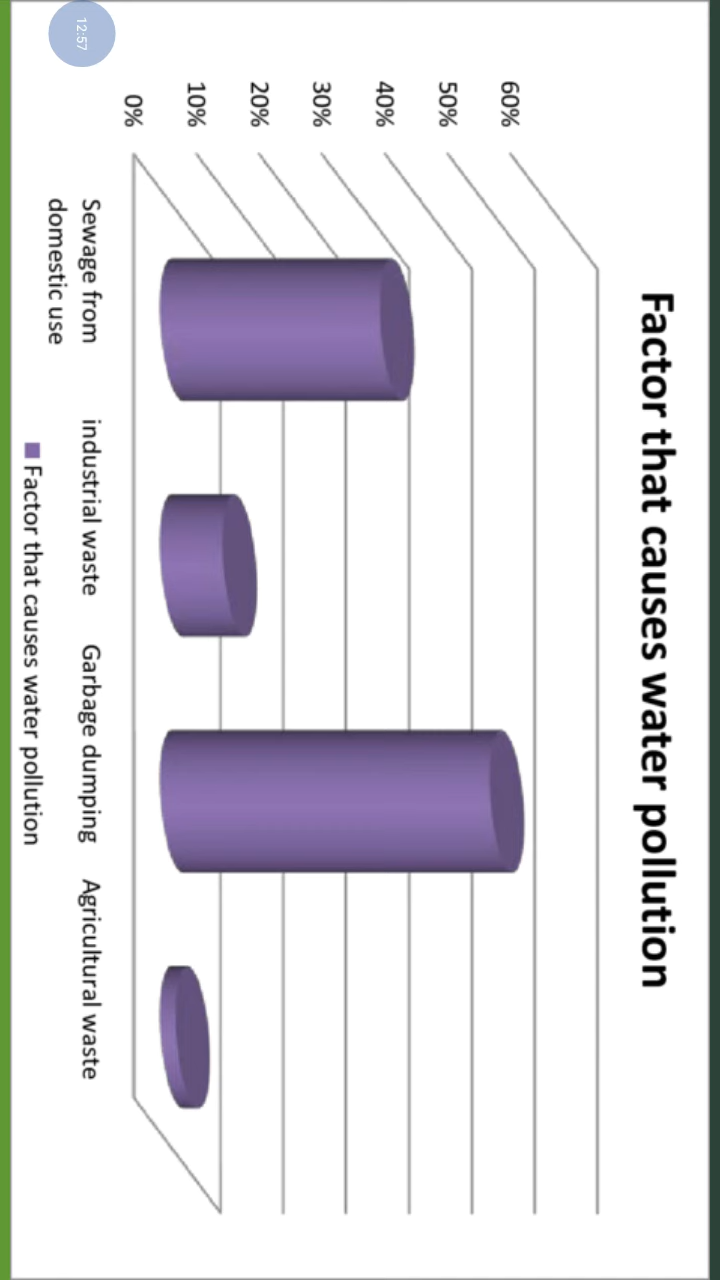 Factor that causes water pollution
60%
50%
40%
30%
20%
10%
0%
Sewage from
domestic use
industrial waste
Garbage dumping
Agricultural waste
Factor that causes water pollution
12:57